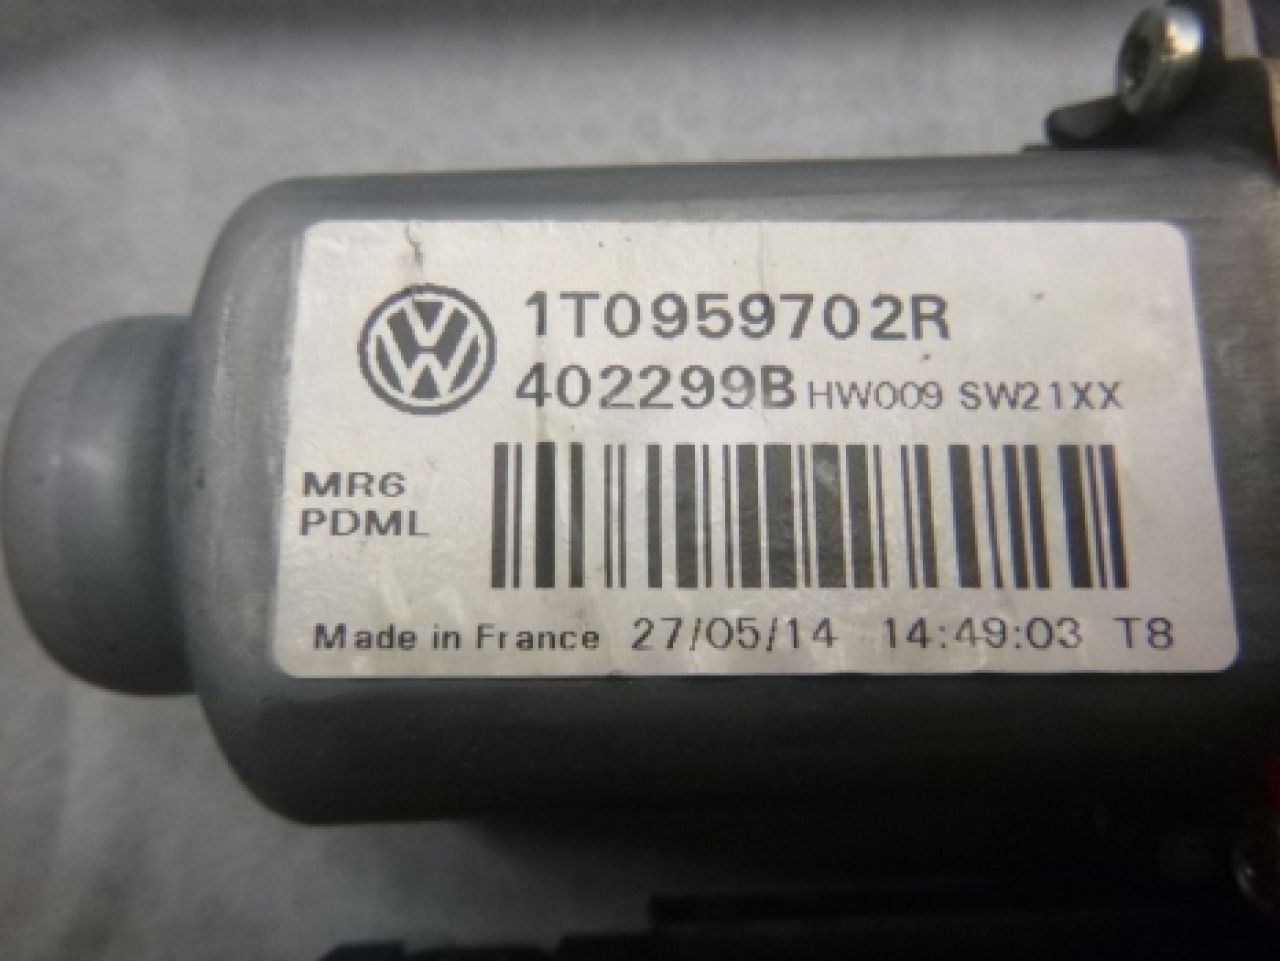 1T0959702R
402299B HW009 SW21XX
MR6
PDML
Made in France 27/05/14 14:49:03 T8